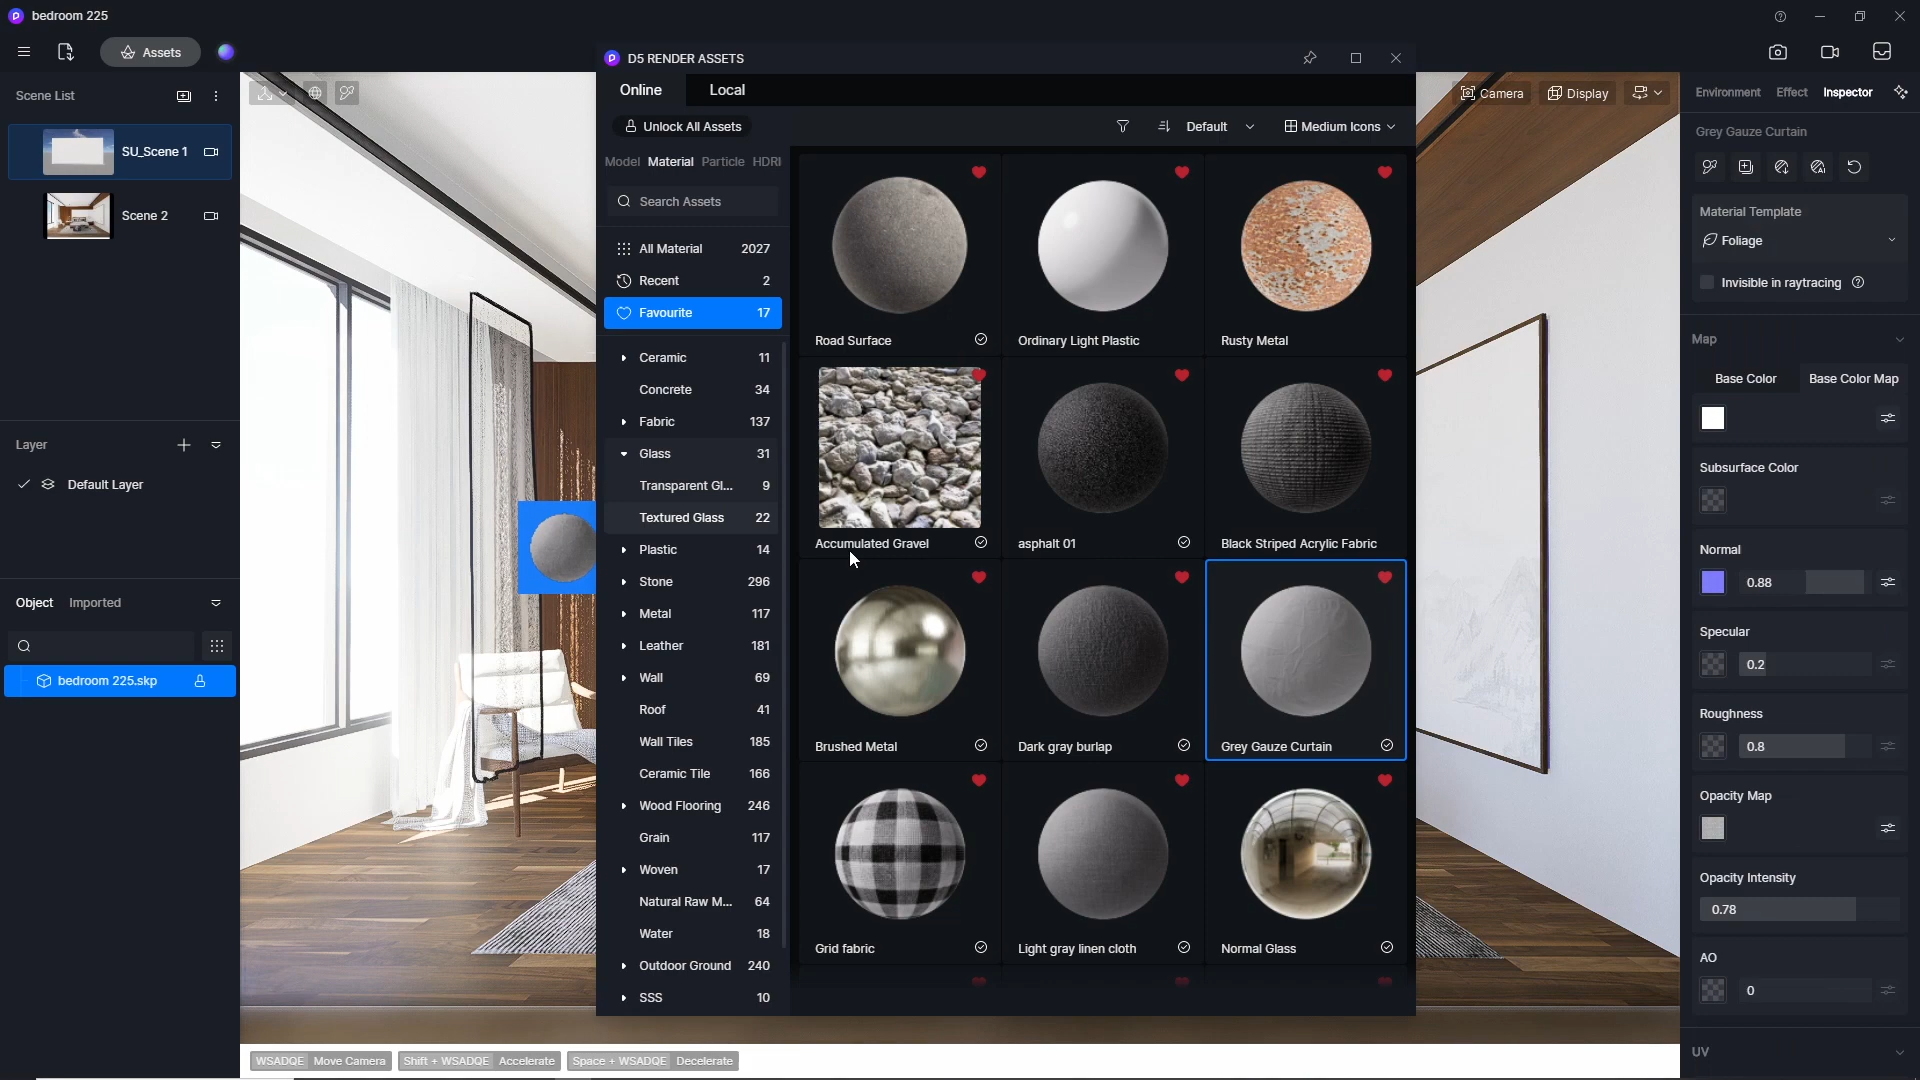 bedroom 225
Assets
Scene List
SU_Scene 1
Scene 2
Layer
Default Layer
Object
Imported
bedroom 225.skp
D5 RENDER ASSETS
Online
Local
Unlock All Assets
Default
Medium Icons
Model
Material
Particle
HDRI
Search Assets
All Material 2027
Recent 2
Favourite 17
Ceramic 11
Concrete 34
Fabric 137
Glass 31
Transparent Gl... 9
Textured Glass 22
Plastic 14
Stone 296
Metal 117
Leather 181
Wall 69
Roof 41
Wall Tiles 185
Ceramic Tile 166
Wood Flooring 246
Grain 117
Woven 17
Natural Raw M... 64
Water 18
Outdoor Ground 240
SSS 10
Road Surface
Ordinary Light Plastic
Rusty Metal
Accumulated Gravel
asphalt 01
Black Striped Acrylic Fabric
Brushed Metal
Dark gray burlap
Grey Gauze Curtain
Grid fabric
Light gray linen cloth
Normal Glass
Camera
Display
Environment
Effect
Inspector
Grey Gauze Curtain
Material Template
Foliage
Invisible in raytracing
Map
Base Color
Base Color Map
Subsurface Color
Normal
0.88
Specular
0.2
Roughness
0.8
Opacity Map
Opacity Intensity
0.78
AO
0
UV
WSADQE Move Camera
Shift + WSADQE Accelerate
Space + WSADQE Decelerate